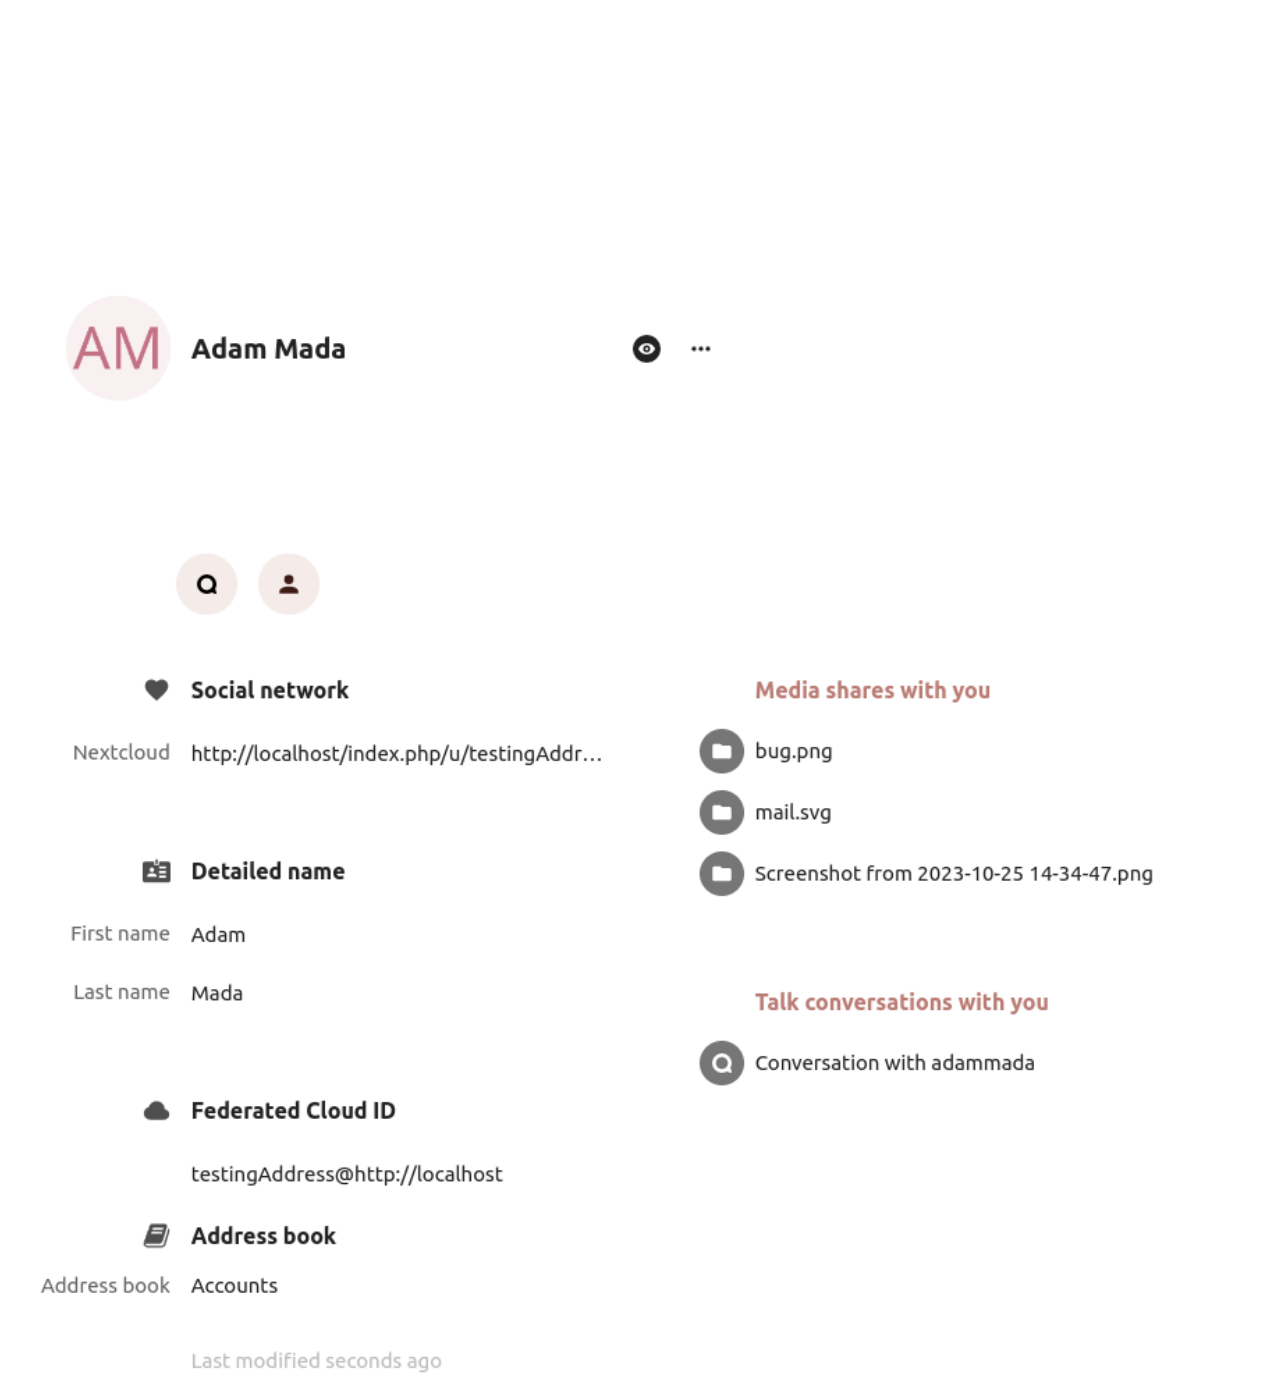 AM
Adam Mada
Social network
Nextcloud http://localhost/index.php/u/testingAddr…
Detailed name
First name Adam
Last name Mada
Federated Cloud ID
testingAddress@http://localhost
Address book
Address book Accounts
Last modified seconds ago
Media shares with you
bug.png
mail.svg
Screenshot from 2023-10-25 14-34-47.png
Talk conversations with you
Conversation with adammada